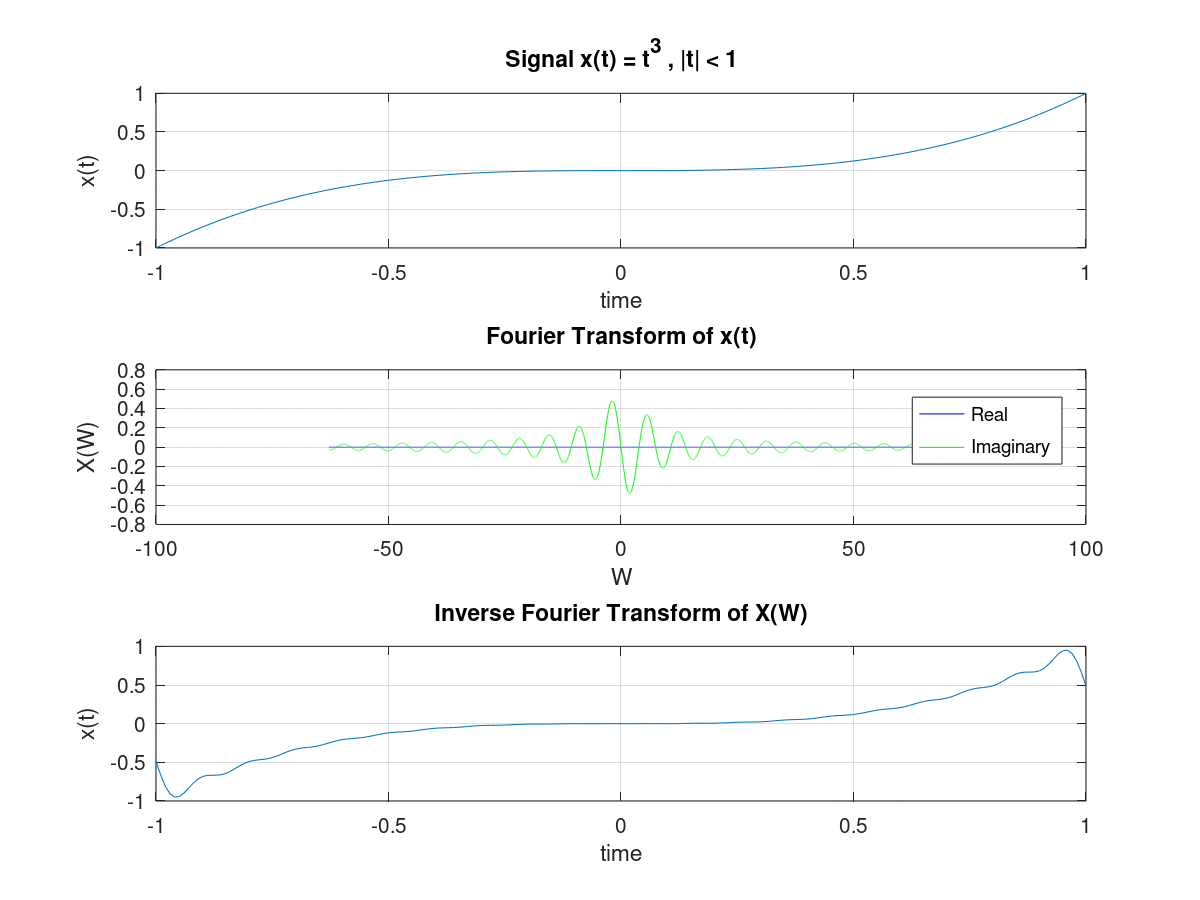 Signal x(t) = t^3 , |t| < 1
1
0.5
0
-0.5
-1
x(t)
-1 -0.5 0 0.5 1
time
Fourier Transform of x(t)
0.8
0.6
0.4
0.2
0
-0.2
-0.4
-0.6
-0.8
X(W)
Real
Imaginary
-100 -50 0 50 100
W
Inverse Fourier Transform of X(W)
1
0.5
0
-0.5
-1
x(t)
-1 -0.5 0 0.5 1
time